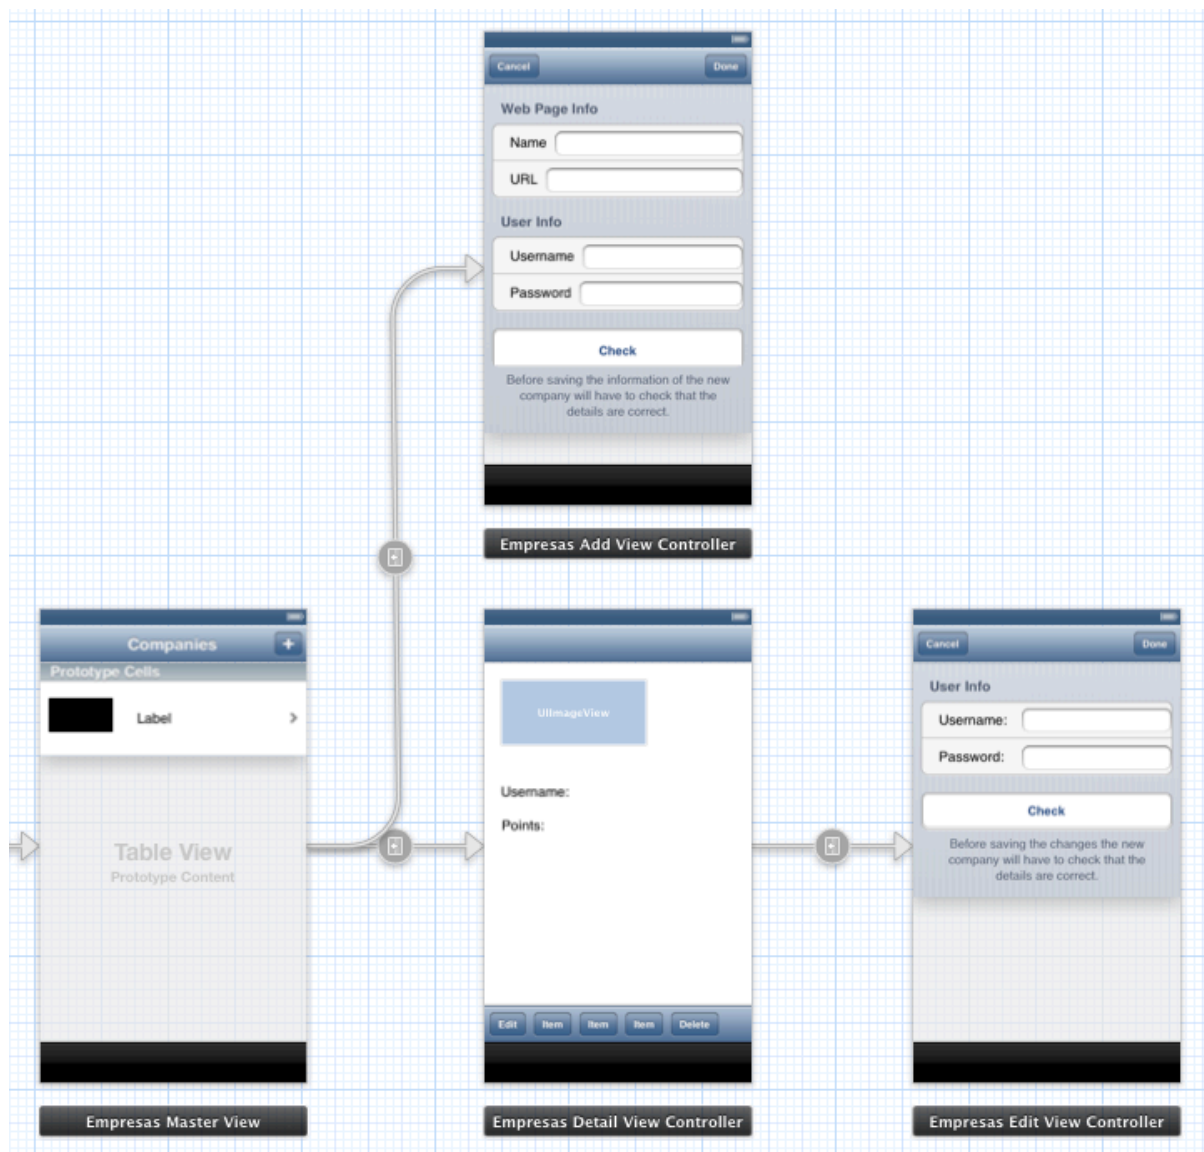 Cancel
Done
Web Page Info
Name
URL
User Info
Username
Password
Check
Before saving the information of the new
company will have to check that the
details are correct.
Empresas Add View Controller
Companies
+
Prototype Cells
Label
Table View
Prototype Content
Empresas Master View
UIImageView
Username:
Points:
Edit
Item
Item
Item
Delete
Empresas Detail View Controller
Cancel
Done
User Info
Username:
Password:
Check
Before saving the changes the new
company will have to check that the
details are correct.
Empresas Edit View Controller